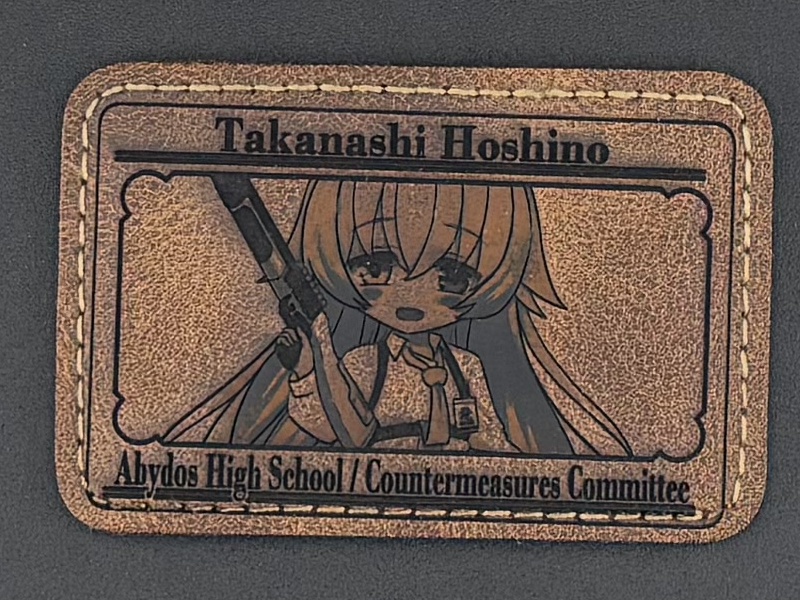 Takanashi Hoshino
Abydos High School / Countermeasures Committee